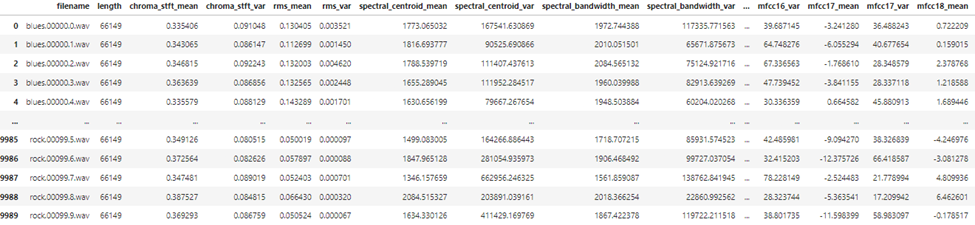 filename length chroma_stft_mean chroma_stft_var rms_mean rms_var spectral_centroid_mean spectral_centroid_var spectral_bandwidth_mean spectral_bandwidth_var ... mfcc16_var mfcc17_mean mfcc17_var mfcc18_mean
0 blues.00000.0.wav 66149 0.335406 0.091048 0.130405 0.003521 1773.065032 167541.630869 1972.744388 117335.771563 ... 39.687145 -3.241280 36.488243 0.722209
1 blues.00000.1.wav 66149 0.343065 0.086147 0.112699 0.001450 1816.693777 90525.690866 2010.051501 65671.875673 ... 64.748276 -6.055294 40.677654 0.159015
2 blues.00000.2.wav 66149 0.346815 0.092243 0.132003 0.004620 1788.539719 111407.437613 2084.565132 75124.921716 ... 67.336563 -1.768610 28.348579 2.378768
3 blues.00000.3.wav 66149 0.363639 0.086856 0.132565 0.002448 1655.289045 111952.284517 1960.039988 82913.639269 ... 47.739452 -3.841155 28.337118 1.218588
4 blues.00000.4.wav 66149 0.335579 0.088129 0.143289 0.001701 1630.656199 79667.267654 1948.503884 60204.020268 ... 30.336359 0.664582 45.880913 1.689446
... ... ... ... ... ... ... ... ... ... ... ... ... ... ... ...
9985 rock.00099.5.wav 66149 0.349126 0.080515 0.050019 0.000097 1499.083005 164266.886443 1718.707215 85931.574523 ... 42.485981 -9.094270 38.326839 -4.246976
9986 rock.00099.6.wav 66149 0.372564 0.082626 0.057897 0.000088 1847.965128 281054.935973 1906.468492 99727.037054 ... 32.415203 -12.375726 66.418587 -3.081278
9987 rock.00099.7.wav 66149 0.347481 0.089019 0.052403 0.000701 1346.157659 662956.246325 1561.859087 138762.841945 ... 78.228149 -2.524483 21.778994 4.809936
9988 rock.00099.8.wav 66149 0.387527 0.084815 0.066430 0.000320 2084.515327 203891.039161 2018.366254 22860.992562 ... 28.323744 -5.363541 17.209942 6.462601
9989 rock.00099.9.wav 66149 0.369293 0.086759 0.050524 0.000067 1634.330126 411429.169769 1867.422378 119722.211518 ... 38.801735 -11.598399 58.983097 -0.178517